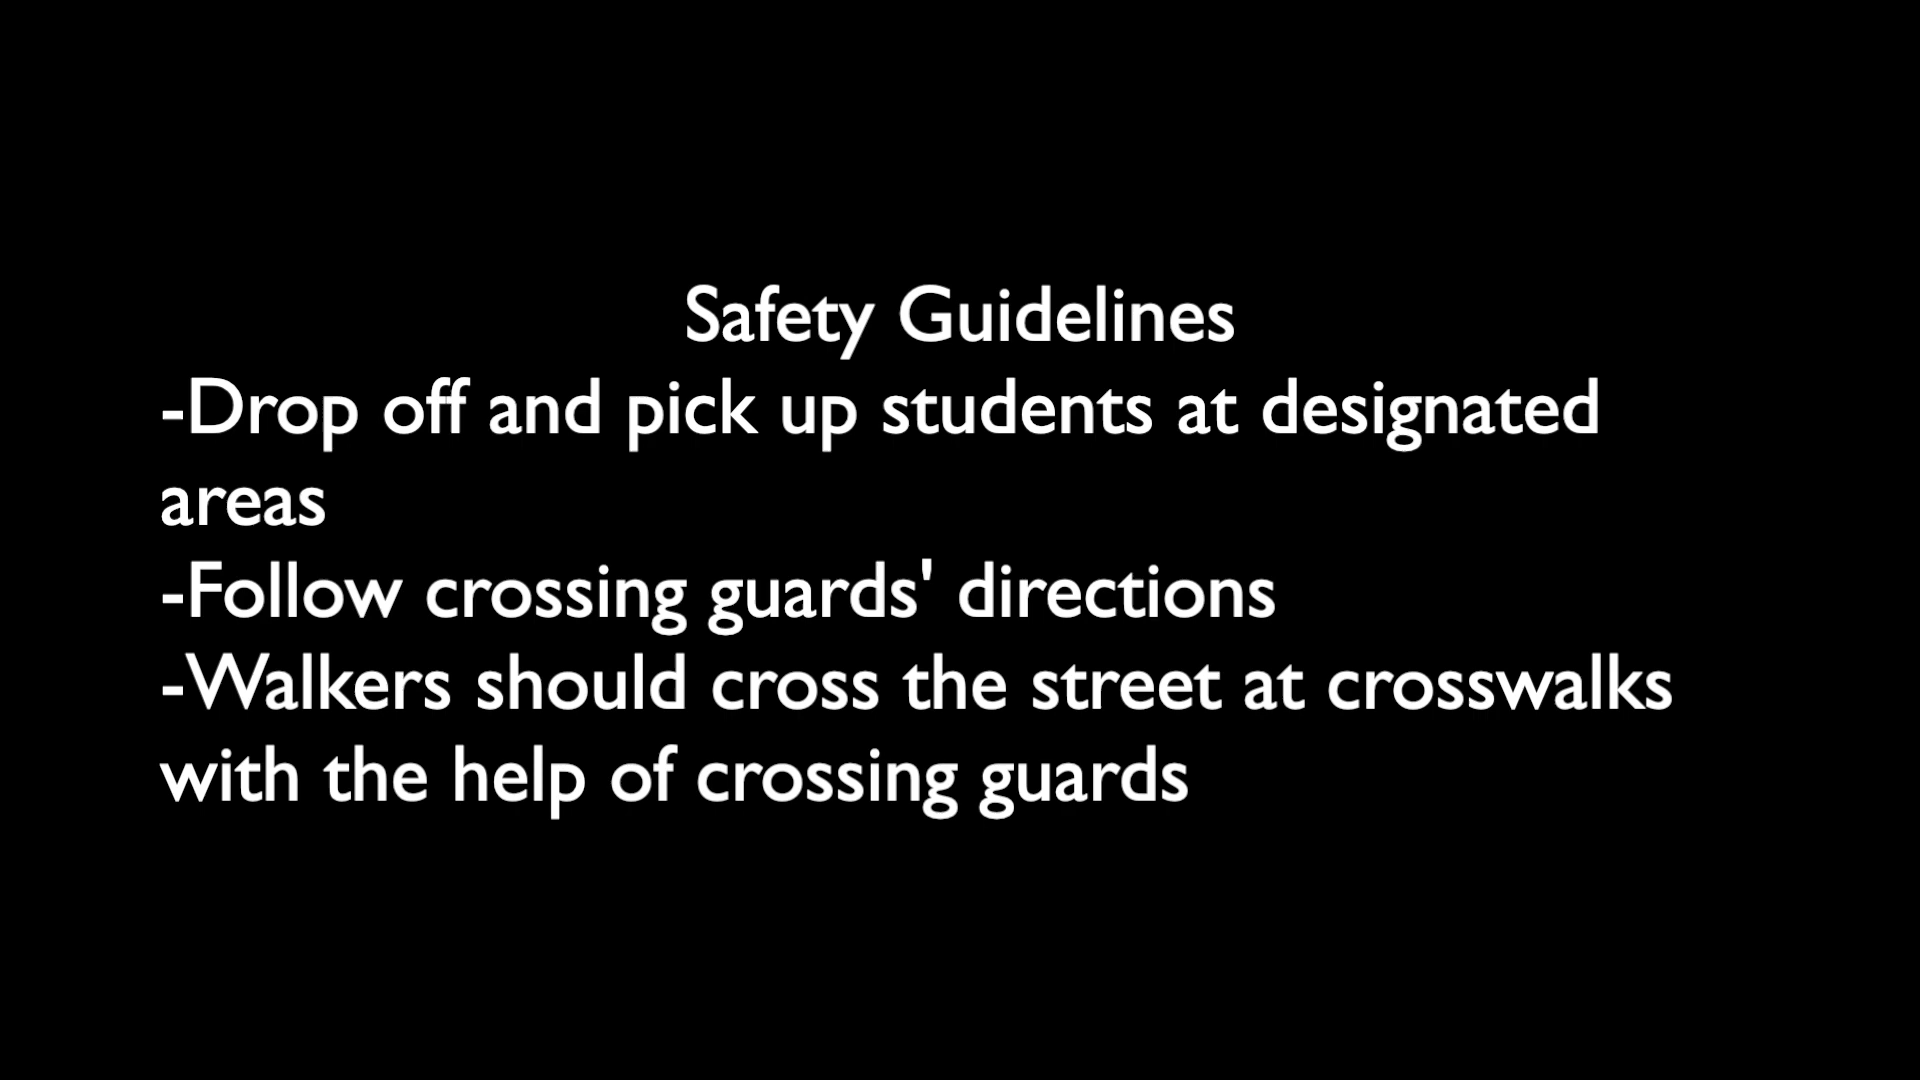 Safety Guidelines
-Drop off and pick up students at designated
areas
-Follow crossing guards' directions
-Walkers should cross the street at crosswalks
with the help of crossing guards